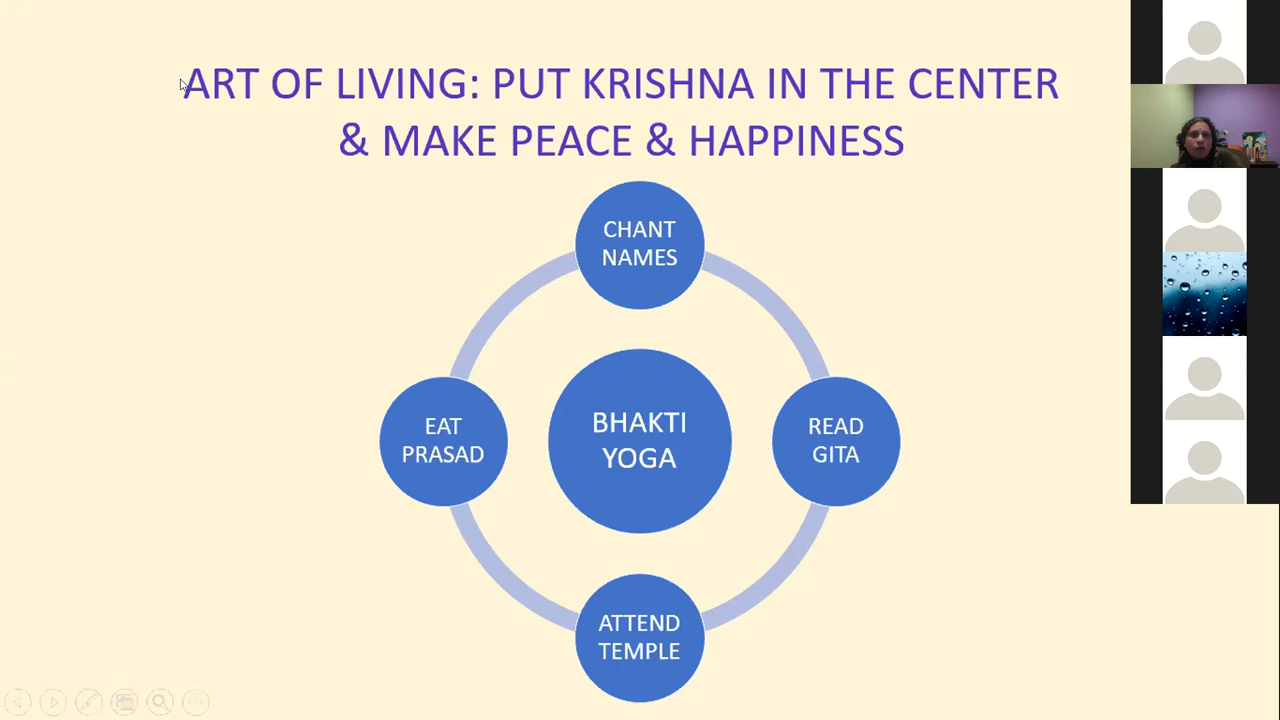 ART OF LIVING: PUT KRISHNA IN THE CENTER
& MAKE PEACE & HAPPINESS
CHANT
NAMES
EAT
PRASAD
BHAKTI
YOGA
READ
GITA
ATTEND
TEMPLE